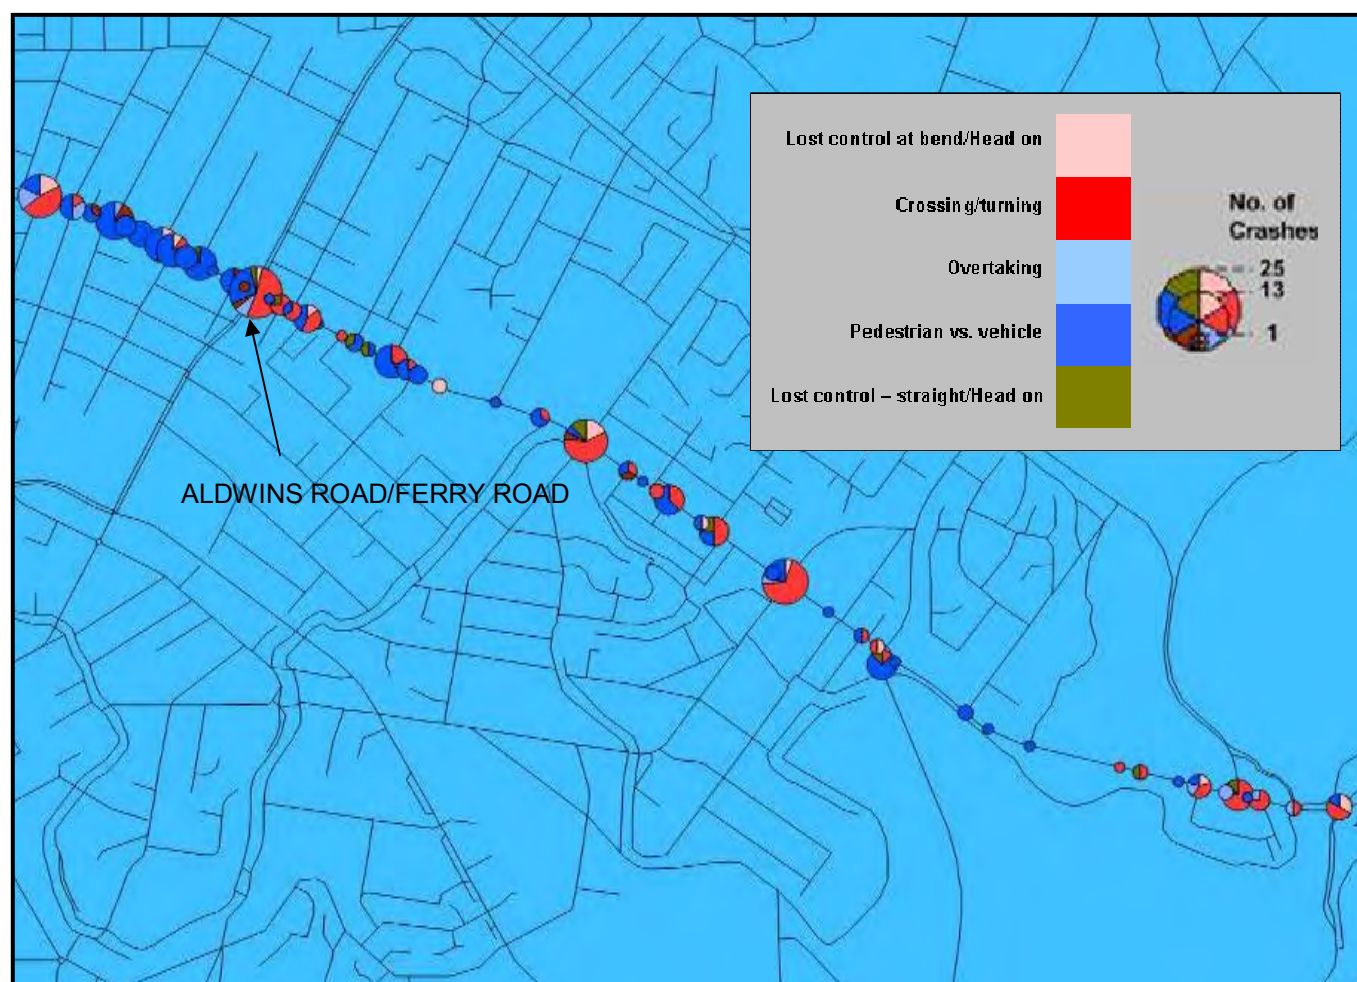 Lost control at bend/Head on
Crossing/turning
Overtaking
Pedestrian vs. vehicle
Lost control – straight/Head on
No. of
Crashes
25
13
1
ALDWINS ROAD/FERRY ROAD